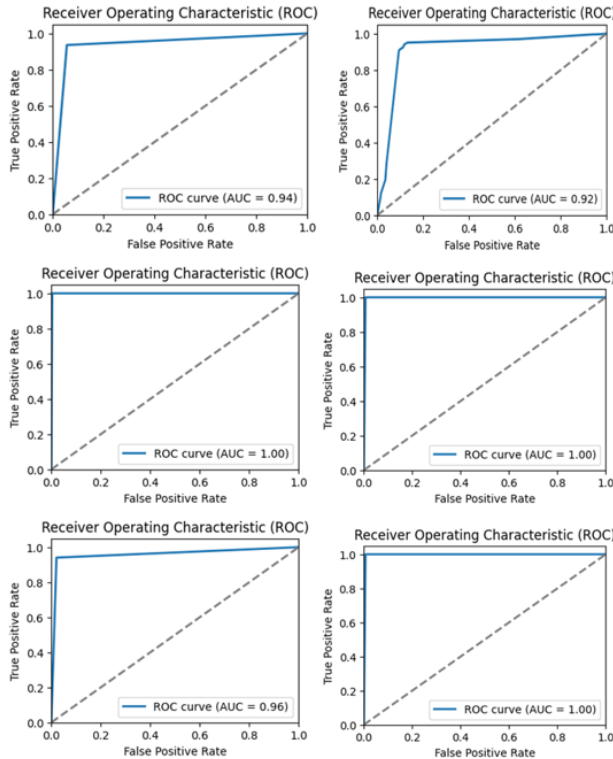 Receiver Operating Characteristic (ROC)
1.0
0.8
0.6
0.4
0.2
0.0
True Positive Rate
ROC curve (AUC = 0.94)
0.0 0.2 0.4 0.6 0.8 1.0
False Positive Rate
Receiver Operating Characteristic (ROC)
1.0
0.8
0.6
0.4
0.2
0.0
True Positive Rate
ROC curve (AUC = 0.92)
0.0 0.2 0.4 0.6 0.8 1.0
False Positive Rate
Receiver Operating Characteristic (ROC)
1.0
0.8
0.6
0.4
0.2
0.0
True Positive Rate
ROC curve (AUC = 1.00)
0.0 0.2 0.4 0.6 0.8 1.0
False Positive Rate
Receiver Operating Characteristic (ROC)
1.0
0.8
0.6
0.4
0.2
0.0
True Positive Rate
ROC curve (AUC = 1.00)
0.0 0.2 0.4 0.6 0.8 1.0
False Positive Rate
Receiver Operating Characteristic (ROC)
1.0
0.8
0.6
0.4
0.2
0.0
True Positive Rate
ROC curve (AUC = 0.96)
0.0 0.2 0.4 0.6 0.8 1.0
False Positive Rate
Receiver Operating Characteristic (ROC)
1.0
0.8
0.6
0.4
0.2
0.0
True Positive Rate
ROC curve (AUC = 1.00)
0.0 0.2 0.4 0.6 0.8 1.0
False Positive Rate